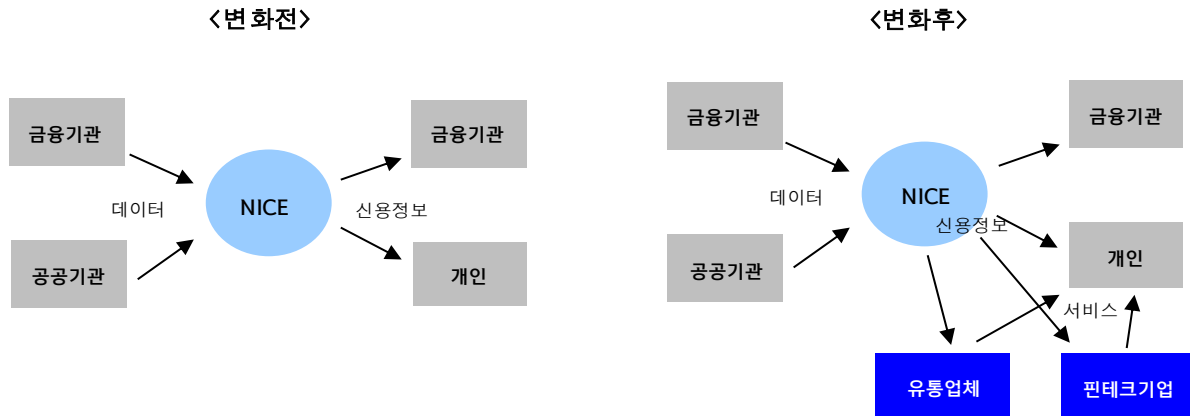 <변화전>
금융기관
금융기관
데이터
NICE
신용정보
공공기관
개인
<변화후>
금융기관
금융기관
데이터
NICE
신용정보
공공기관
개인
서비스
유통업체
핀테크기업